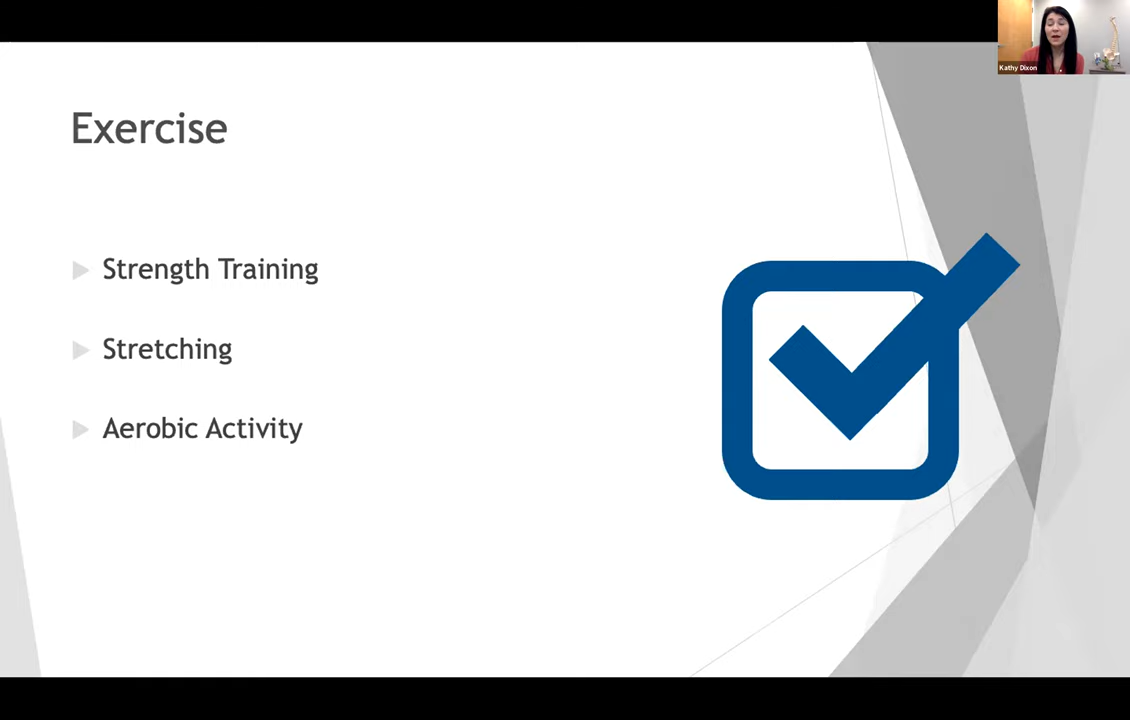 Kathy Dixon
Exercise
Strength Training
Stretching
Aerobic Activity